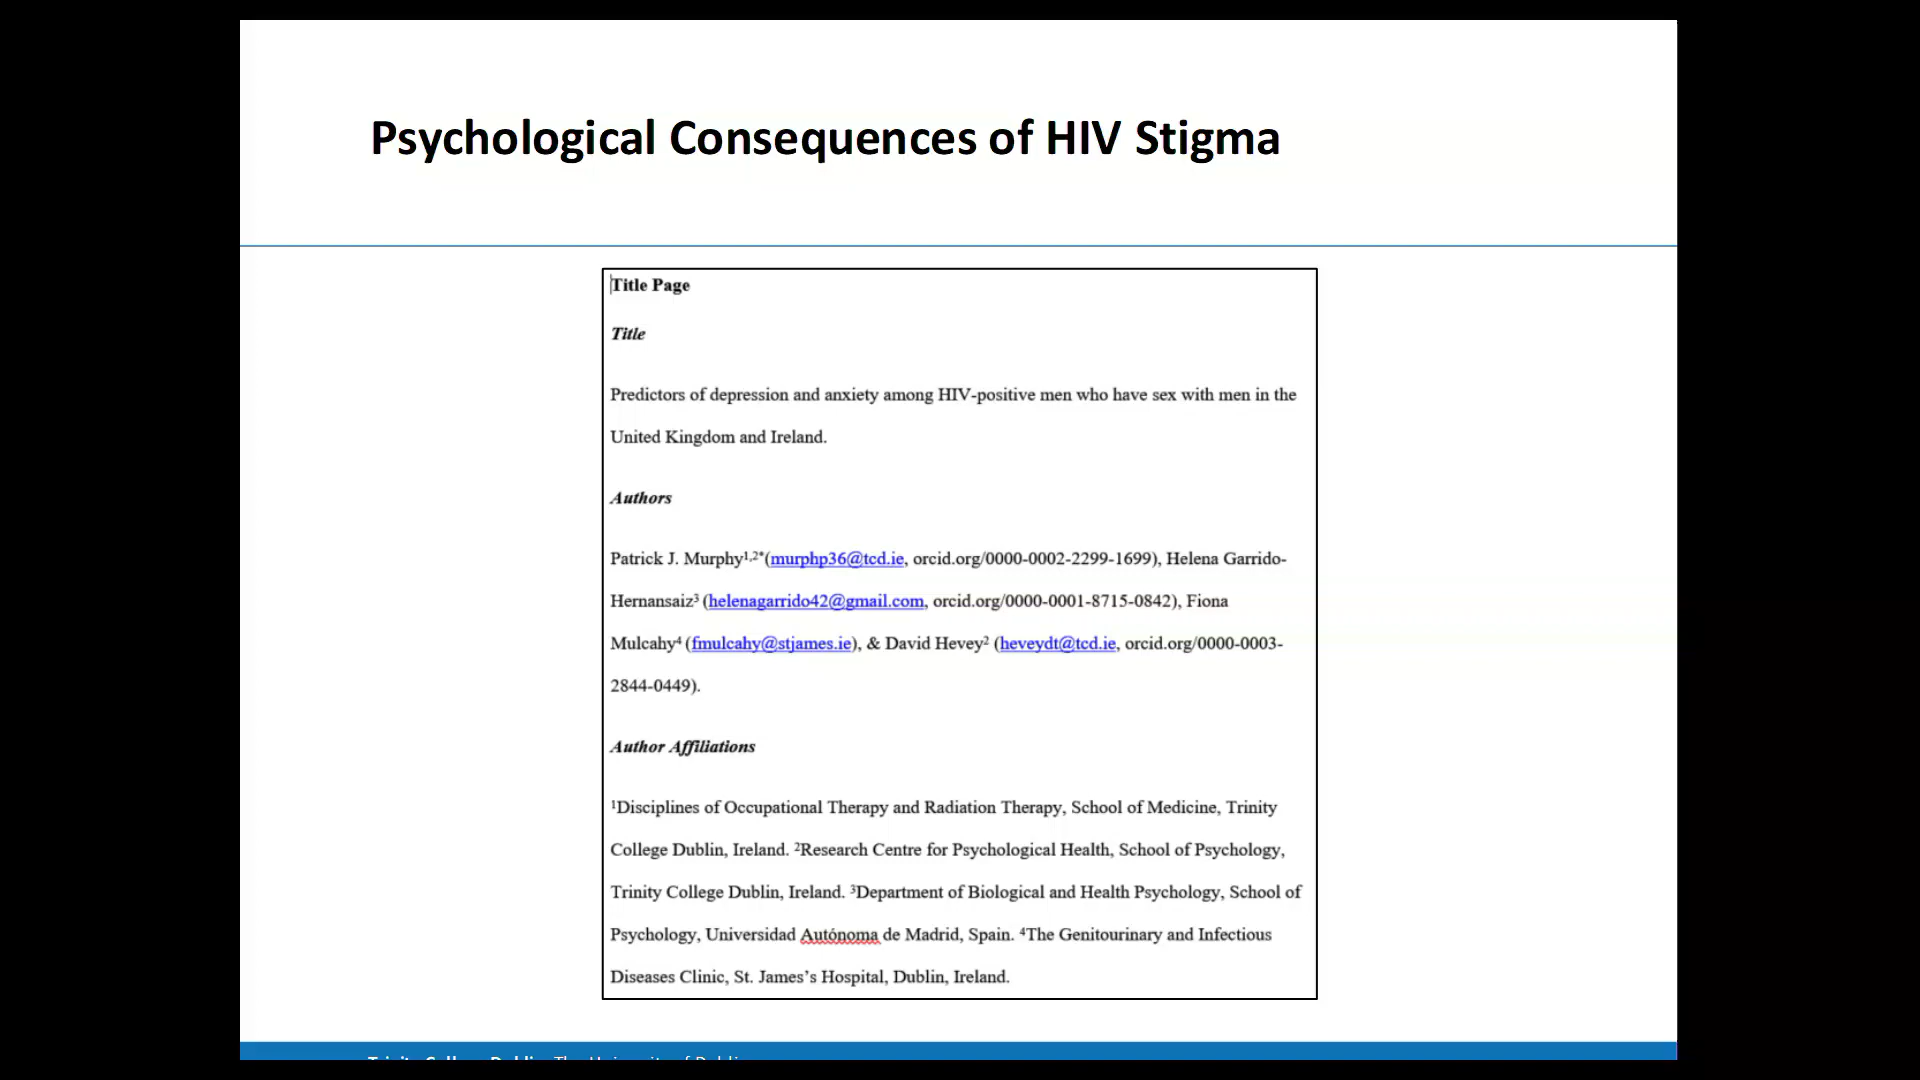 Psychological Consequences of HIV Stigma
Title Page
Title
Predictors of depression and anxiety among HIV-positive men who have sex with men in the
United Kingdom and Ireland.
Authors
Patrick J. Murphy¹,²*(murphp36@tcd.ie, orcid.org/0000-0002-2299-1699), Helena Garrido-
Hernansaiz³ (helenagarrido42@gmail.com, orcid.org/0000-0001-8715-0842), Fiona
Mulcahy⁴ (fmulcahy@stjames.ie), & David Hevey² (heveydt@tcd.ie, orcid.org/0000-0003-
2844-0449).
Author Affiliations
¹Disciplines of Occupational Therapy and Radiation Therapy, School of Medicine, Trinity
College Dublin, Ireland. ²Research Centre for Psychological Health, School of Psychology,
Trinity College Dublin, Ireland. ³Department of Biological and Health Psychology, School of
Psychology, Universidad Autónoma de Madrid, Spain. ⁴The Genitourinary and Infectious
Diseases Clinic, St. James’s Hospital, Dublin, Ireland.